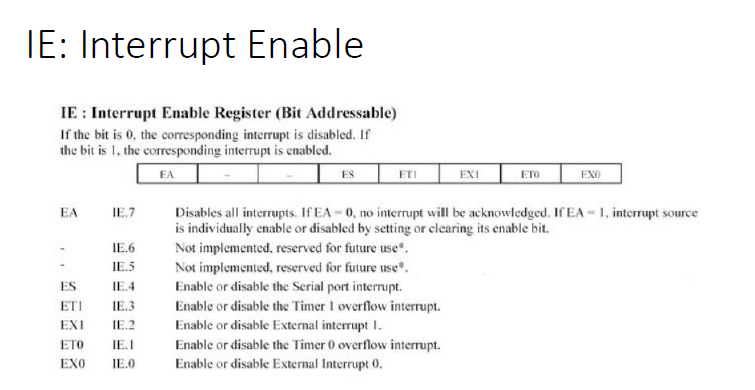 IE: Interrupt Enable
IE : Interrupt Enable Register (Bit Addressable)
If the bit is 0, the corresponding interrupt is disabled. If
the bit is 1, the corresponding interrupt is enabled.
EA - - ES ET1 EX1 ET0 EX0
EA IE.7 Disables all interrupts. If EA = 0, no interrupt will be acknowledged. If EA = 1, interrupt source
is individually enable or disabled by setting or clearing its enable bit.
- IE.6 Not implemented, reserved for future use*.
- IE.5 Not implemented, reserved for future use*.
ES IE.4 Enable or disable the Serial port interrupt.
ET1 IE.3 Enable or disable the Timer 1 overflow interrupt.
EX1 IE.2 Enable or disable External interrupt 1.
ET0 IE.1 Enable or disable the Timer 0 overflow interrupt.
EX0 IE.0 Enable or disable External Interrupt 0.